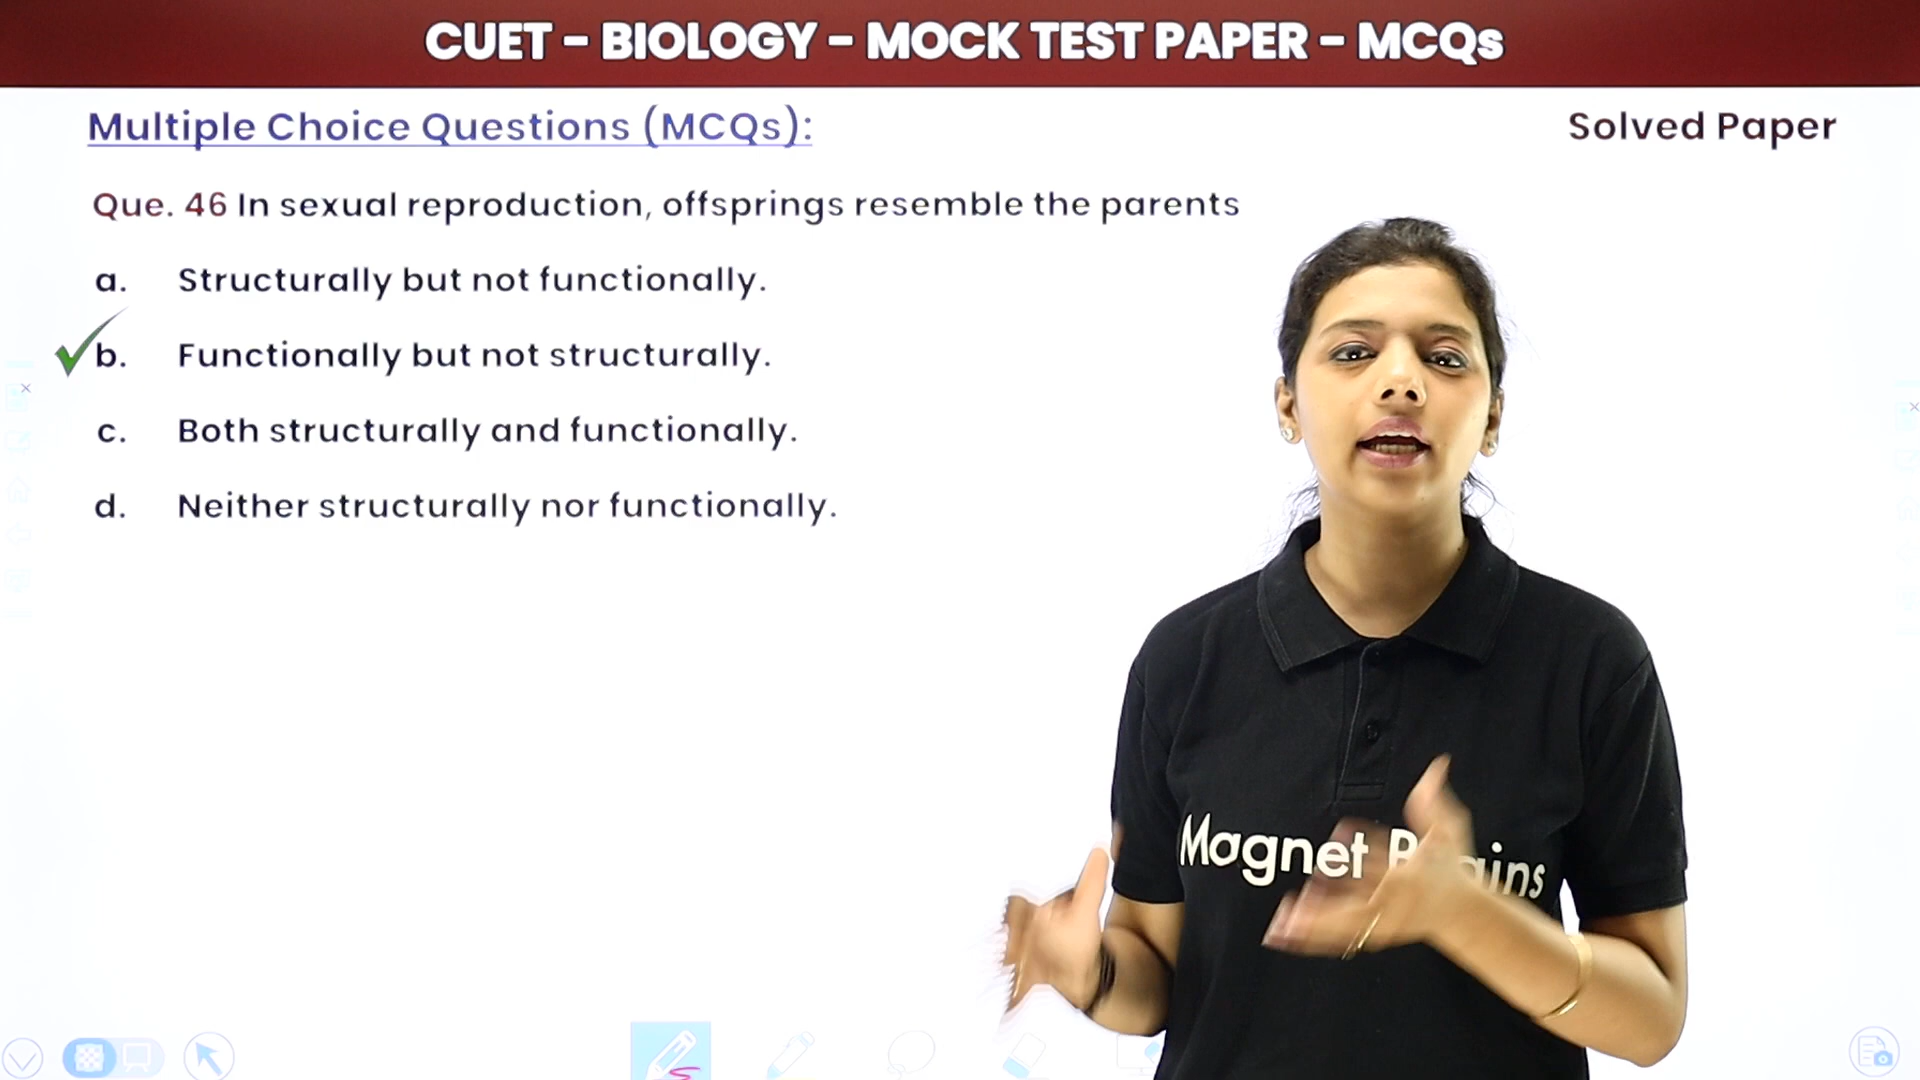 CUET - BIOLOGY - MOCK TEST PAPER - MCQs
Multiple Choice Questions (MCQs):
Solved Paper
Que. 46 In sexual reproduction, offsprings resemble the parents
a. Structurally but not functionally.
b. Functionally but not structurally.
c. Both structurally and functionally.
d. Neither structurally nor functionally.
Magnet